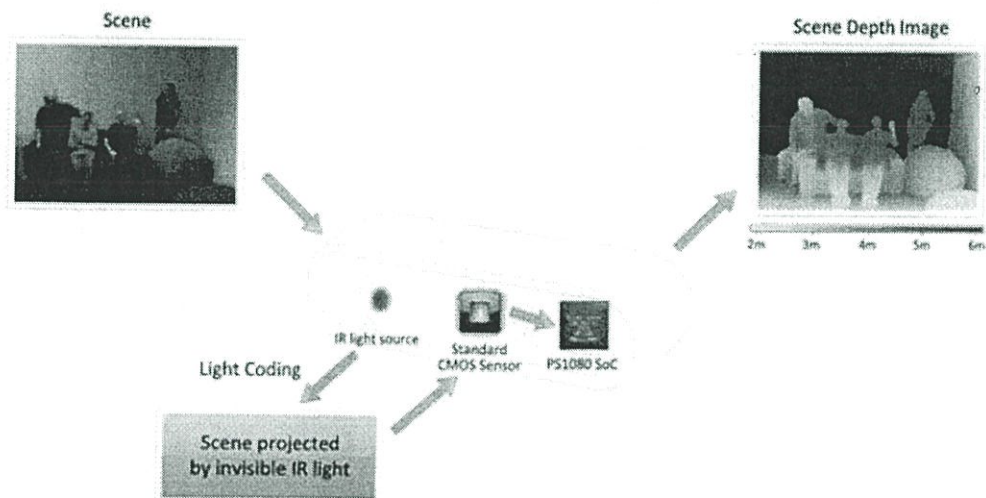 Scene
Scene Depth Image
2m 3m 4m 5m 6m
IR light source
Standard
CMOS Sensor
PS1080 SoC
Light Coding
Scene projected
by invisible IR light